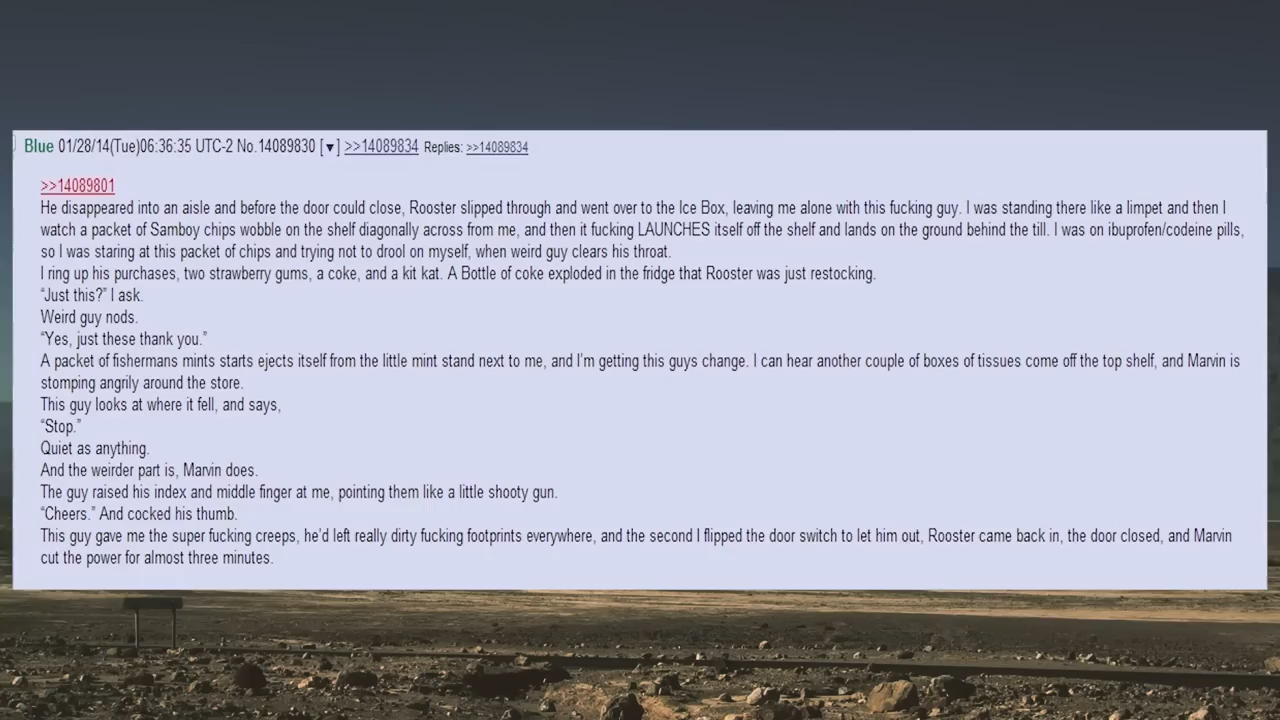 Blue 01/28/14(Tue)06:36:35 UTC-2 No.14089830 [▼] >>14089834 Replies: >>14089834
>>14089801
He disappeared into an aisle and before the door could close, Rooster slipped through and went over to the Ice Box, leaving me alone with this fucking guy. I was standing there like a limpet and then I
watch a packet of Samboy chips wobble on the shelf diagonally across from me, and then it fucking LAUNCHES itself off the shelf and lands on the ground behind the till. I was on ibuprofen/codeine pills,
so I was staring at this packet of chips and trying not to drool on myself, when weird guy clears his throat.
I ring up his purchases, two strawberry gums, a coke, and a kit kat. A Bottle of coke exploded in the fridge that Rooster was just restocking.
“Just this?” I ask.
Weird guy nods.
“Yes, just these thank you.”
A packet of fishermans mints starts ejects itself from the little mint stand next to me, and I’m getting this guys change. I can hear another couple of boxes of tissues come off the top shelf, and Marvin is
stomping angrily around the store.
This guy looks at where it fell, and says,
“Stop.”
Quiet as anything.
And the weirder part is, Marvin does.
The guy raised his index and middle finger at me, pointing them like a little shooty gun.
“Cheers.” And cocked his thumb.
This guy gave me the super fucking creeps, he’d left really dirty fucking footprints everywhere, and the second I flipped the door switch to let him out, Rooster came back in, the door closed, and Marvin
cut the power for almost three minutes.